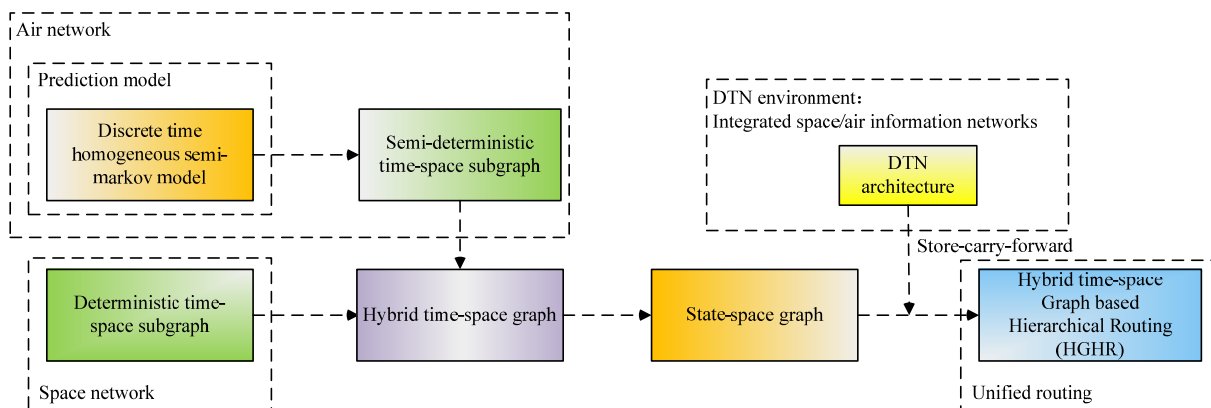 Air network
Prediction model
Discrete time
homogeneous semi-
markov model
Semi-deterministic
time-space subgraph
DTN environment：
Integrated space/air information networks
DTN
architecture
Store-carry-forward
Deterministic time-
space subgraph
Space network
Hybrid time-space graph
State-space graph
Hybrid time-space
Graph based
Hierarchical Routing
(HGHR)
Unified routing